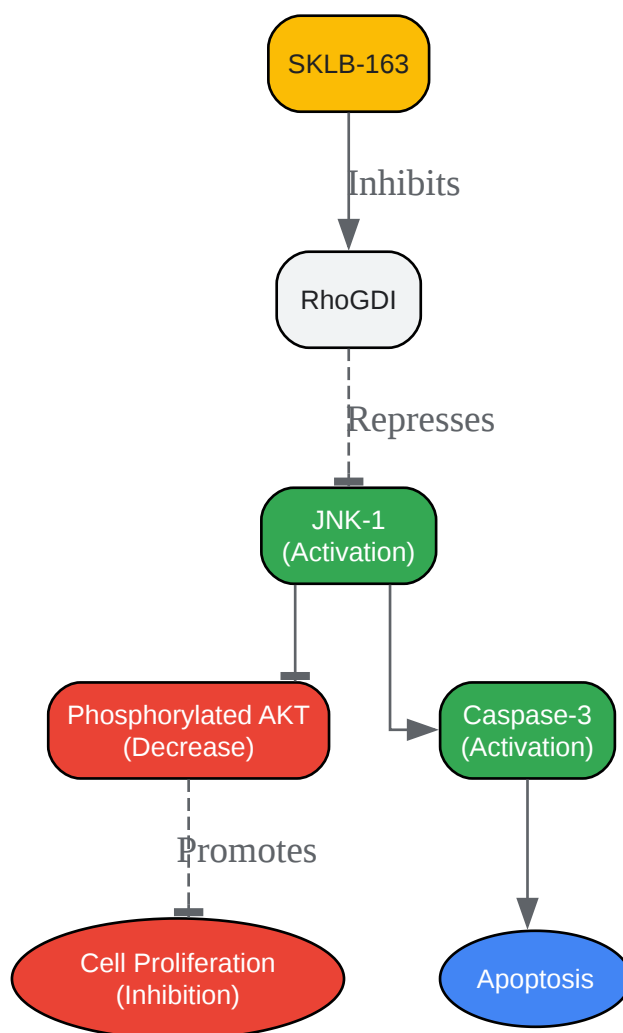 SKLB-163
Inhibits
RhoGDI
Represses
JNK-1
(Activation)
Phosphorylated AKT
(Decrease)
Caspase-3
(Activation)
Promotes
Cell Proliferation
(Inhibition)
Apoptosis